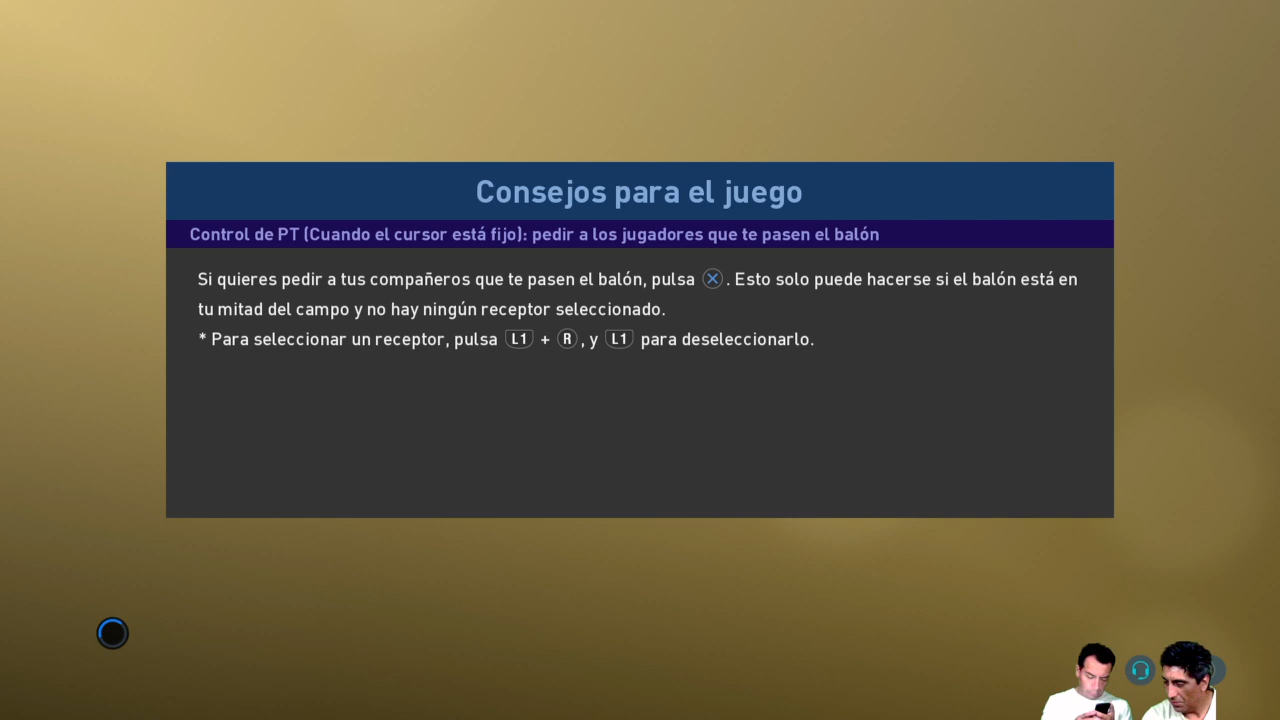 Consejos para el juego
Control de PT (Cuando el cursor está fijo): pedir a los jugadores que te pasen el balón
Si quieres pedir a tus compañeros que te pasen el balón, pulsa ⓧ. Esto solo puede hacerse si el balón está en
tu mitad del campo y no hay ningún receptor seleccionado.
* Para seleccionar un receptor, pulsa L1 + R, y L1 para deseleccionarlo.